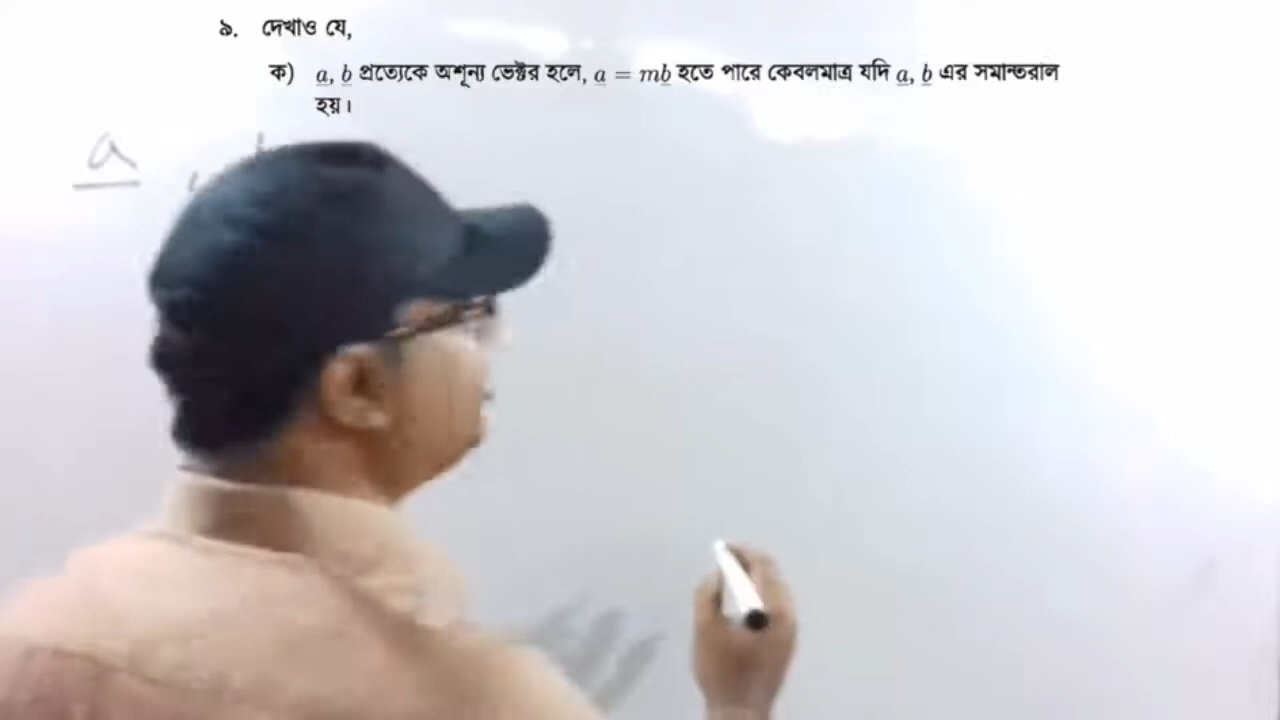 ৯. দেখাও যে,
ক) a, b প্রত্যেকে অশূন্য ভেক্টর হলে, a = mb হতে পারে কেবলমাত্র যদি a, b এর সমান্তরাল
হয়।
a